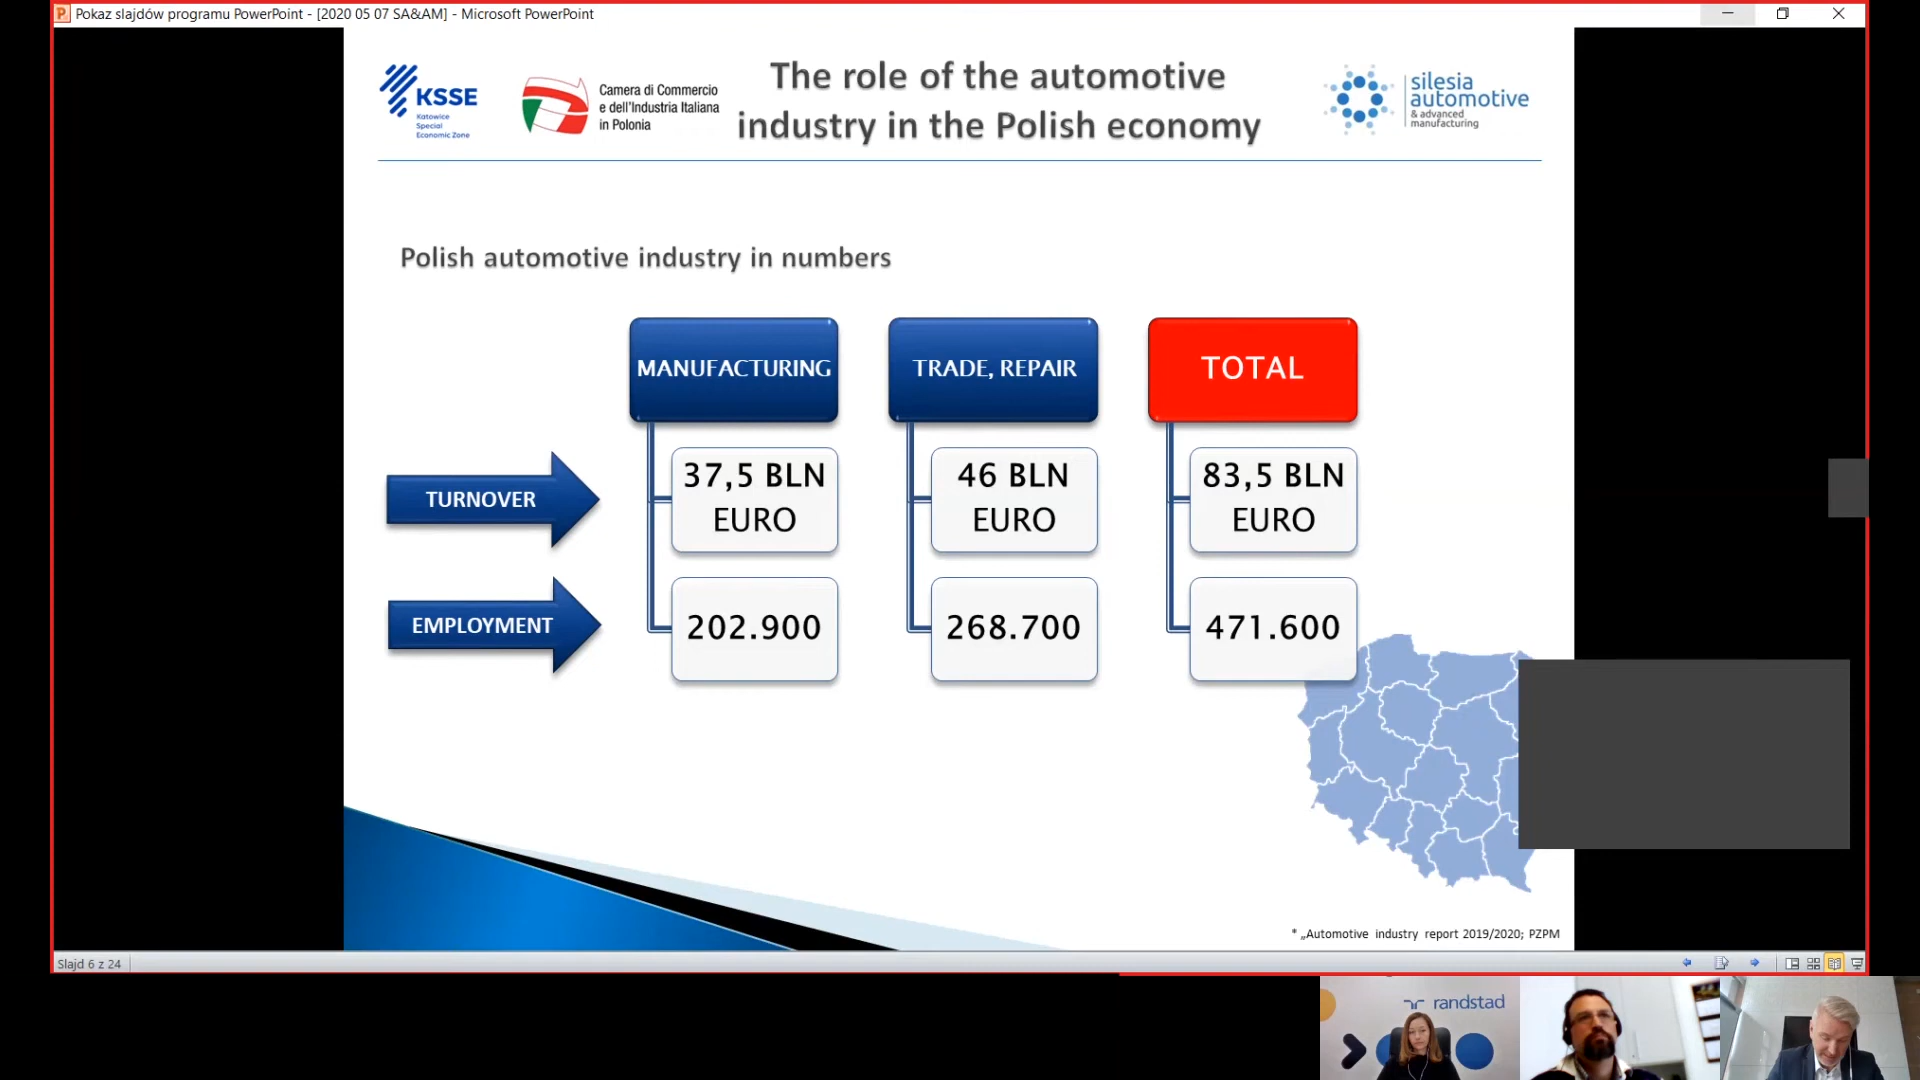 Pokaz slajdów programu PowerPoint - [2020 05 07 SA&AM] - Microsoft PowerPoint
KSSE
Katowice
Special
Economic Zone
Camera di Commercio
e dell'Industria Italiana
in Polonia
The role of the automotive
industry in the Polish economy
silesia
automotive
& advanced
manufacturing
Polish automotive industry in numbers
MANUFACTURING
TRADE, REPAIR
TOTAL
TURNOVER
37,5 BLN
EURO
46 BLN
EURO
83,5 BLN
EURO
EMPLOYMENT
202.900
268.700
471.600
* „Automotive industry report 2019/2020; PZPM
Slajd 6 z 24
randstad